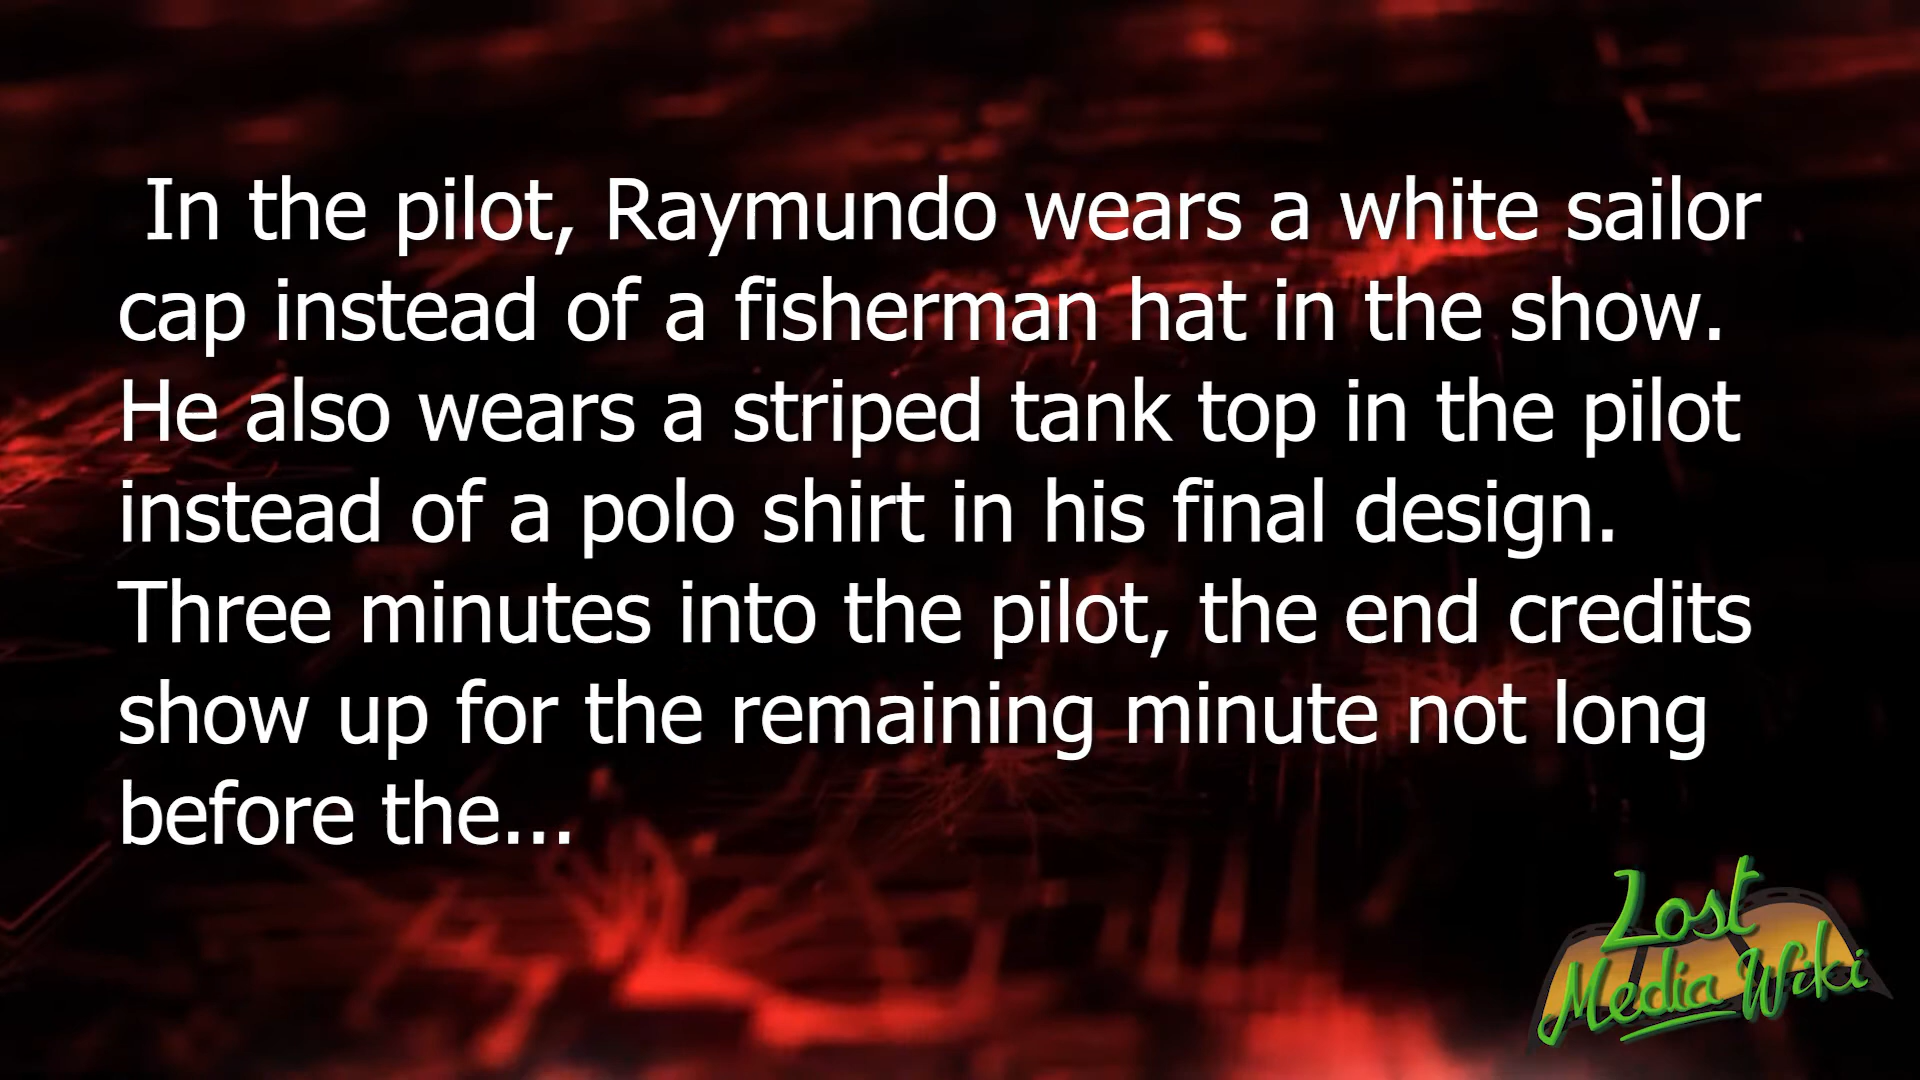 In the pilot, Raymundo wears a white sailor
cap instead of a fisherman hat in the show.
He also wears a striped tank top in the pilot
instead of a polo shirt in his final design.
Three minutes into the pilot, the end credits
show up for the remaining minute not long
before the...
Lost
Media Wiki